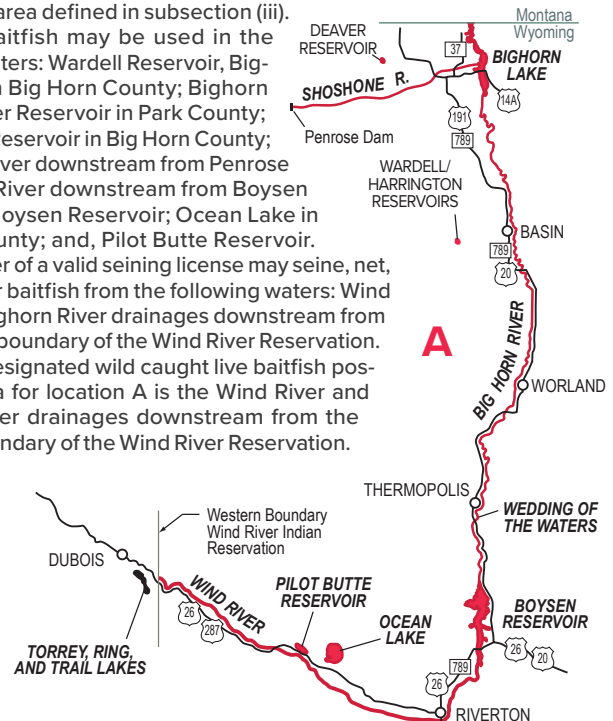 area defined in subsection (iii).
aitfish may be used in the
ters: Wardell Reservoir, Big-
Big Horn County; Bighorn
er Reservoir in Park County;
Reservoir in Big Horn County;
ver downstream from Penrose
River downstream from Boysen
oysen Reservoir; Ocean Lake in
unty; and, Pilot Butte Reservoir.
er of a valid seining license may seine, net,
r baitfish from the following waters: Wind
ghorn River drainages downstream from
boundary of the Wind River Reservation.
esignated wild caught live baitfish pos-
a for location A is the Wind River and
er drainages downstream from the
ndary of the Wind River Reservation.
Montana
Wyoming
DEAVER
RESERVOIR
37
BIGHORN
LAKE
SHOSHONE R.
14A
Penrose Dam
191
789
WARDELL/
HARRINGTON
RESERVOIRS
BASIN
789
20
A
BIG HORN RIVER
WORLAND
THERMOPOLIS
WEDDING OF
THE WATERS
Western Boundary
Wind River Indian
Reservation
DUBOIS
WIND RIVER
PILOT BUTTE
RESERVOIR
BOYSEN
RESERVOIR
26
287
OCEAN
LAKE
TORREY, RING,
AND TRAIL LAKES
789
26
20
26
RIVERTON